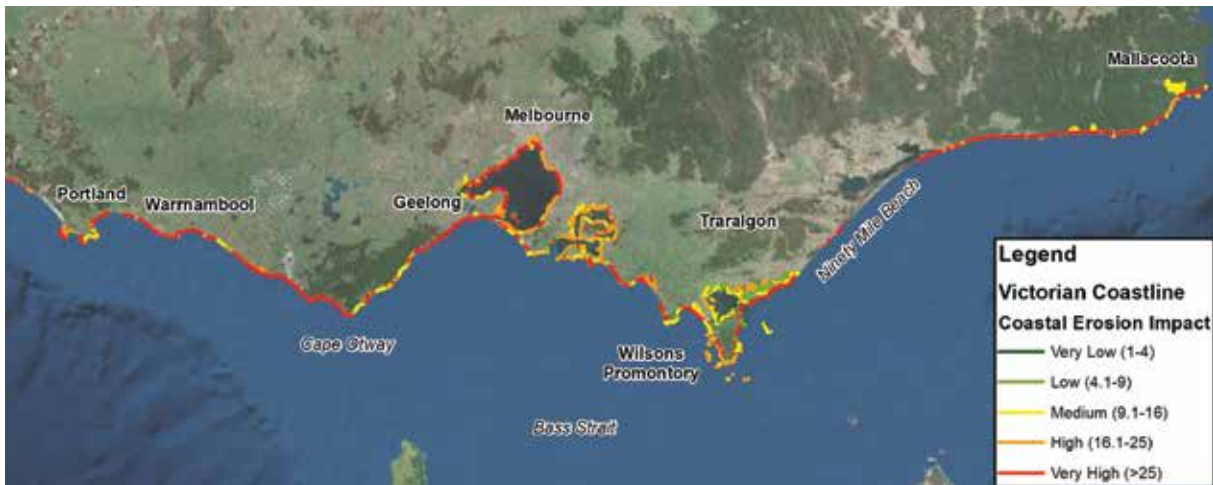 Mallacoota
Melbourne
Portland
Warrnambool
Geelong
Traralgon
Ninety Mile Beach
Cape Otway
Wilsons
Promontory
Bass Strait
Legend
Victorian Coastline
Coastal Erosion Impact
Very Low (1-4)
Low (4.1-9)
Medium (9.1-16)
High (16.1-25)
Very High (>25)